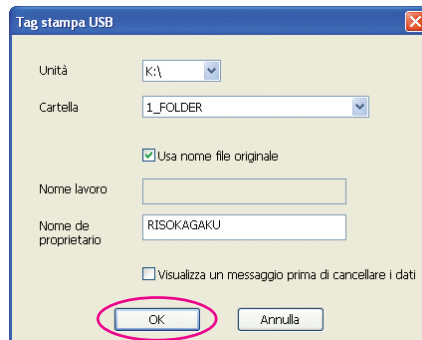 Tag stampa USB
Unità K:\
Cartella 1_FOLDER
Usa nome file originale
Nome lavoro
Nome de
proprietario RISOKAGAKU
Visualizza un messaggio prima di cancellare i dati
OK Annulla